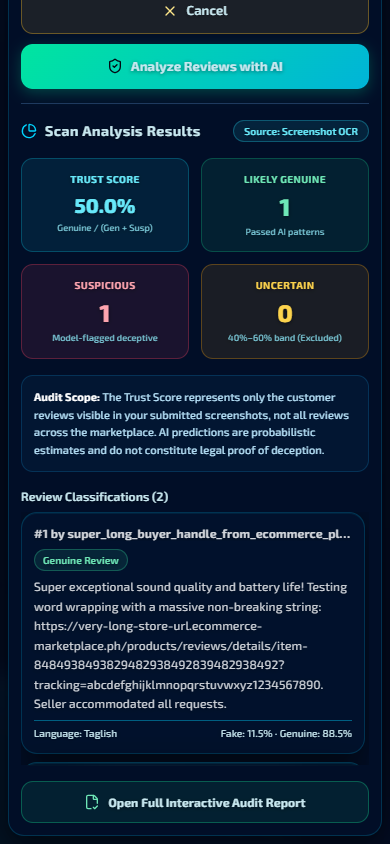 Cancel
Analyze Reviews with AI
Scan Analysis Results
Source: Screenshot OCR
TRUST SCORE
50.0%
Genuine / (Gen + Susp)
LIKELY GENUINE
1
Passed AI patterns
SUSPICIOUS
1
Model-flagged deceptive
UNCERTAIN
0
40%–60% band (Excluded)
Audit Scope: The Trust Score represents only the customer
reviews visible in your submitted screenshots, not all reviews
across the marketplace. AI predictions are probabilistic
estimates and do not constitute legal proof of deception.
Review Classifications (2)
#1 by super_long_buyer_handle_from_ecommerce_pl...
Genuine Review
Super exceptional sound quality and battery life! Testing
word wrapping with a massive non-breaking string:
https://very-long-store-url.ecommerce-
marketplace.ph/products/reviews/details/item-
848493849382948293849283949382938492?
tracking=abcdefghijklmnopqrstuvwxyz1234567890.
Seller accommodated all requests.
Language: Taglish
Fake: 11.5% · Genuine: 88.5%
Open Full Interactive Audit Report